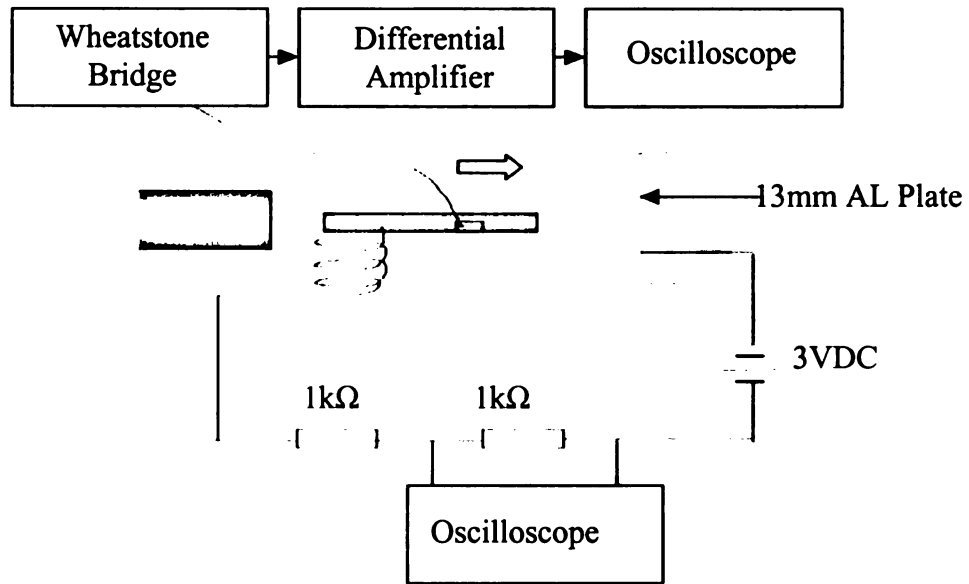 Wheatstone
Bridge
Differential
Amplifier
Oscilloscope
13mm AL Plate
3VDC
1kΩ
1kΩ
Oscilloscope